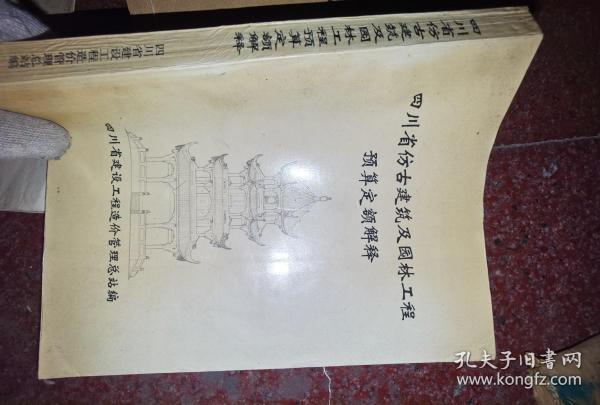 四川省仿古建筑及园林工程预算定额解释
四川省建设工程造价管理总站编
四川省仿古建筑及园林工程
预算定额解释
四川省建设工程造价管理总站编
孔夫子旧书网
www.kongfz.com